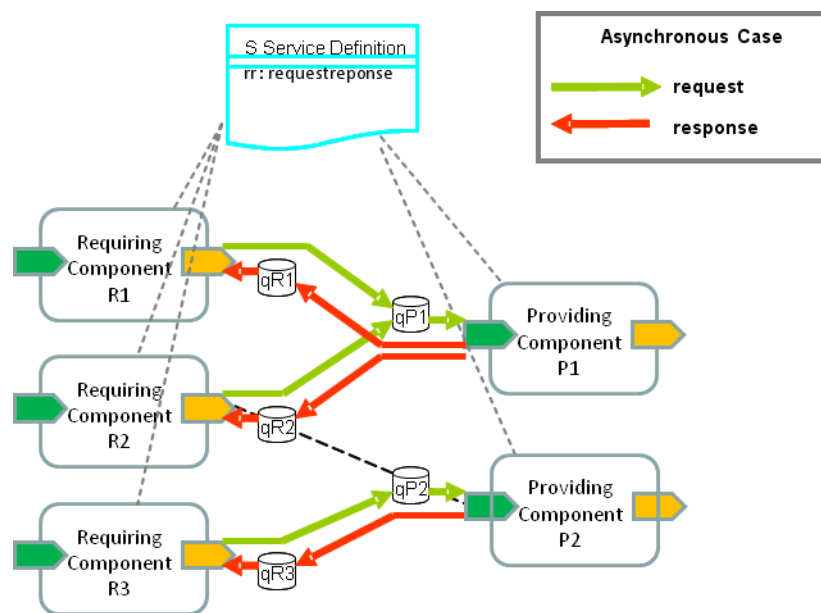 S Service Definition
rr: requestreponse
Asynchronous Case
request
response
Requiring
Component
R1
qR1
qP1
Providing
Component
P1
Requiring
Component
R2
qR2
qP2
Providing
Component
P2
Requiring
Component
R3
qR3